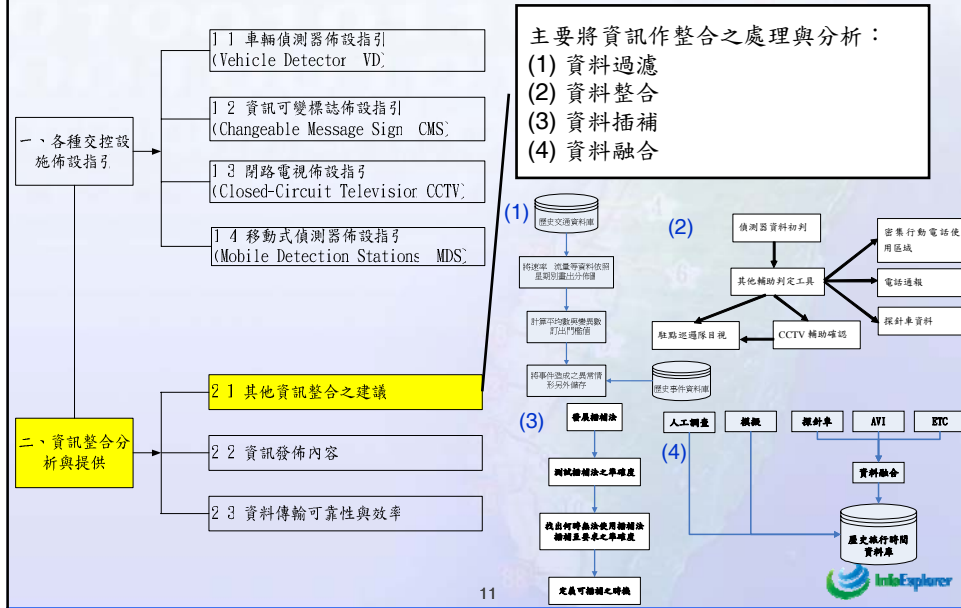 主要將資訊作整合之處理與分析：
(1) 資料過濾
(2) 資料整合
(3) 資料插補
(4) 資料融合
一、各種交控設
施佈設指引
1 1 車輛偵測器佈設指引
(Vehicle Detector VD)
1 2 資訊可變標誌佈設指引
(Changeable Message Sign CMS)
1 3 閉路電視佈設指引
(Closed-Circuit Television CCTV)
1 4 移動式偵測器佈設指引
(Mobile Detection Stations MDS)
二、資訊整合分
析與提供
2 1 其他資訊整合之建議
2 2 資訊發佈內容
2 3 資料傳輸可靠性與效率
(1)
歷史交通資料庫
將速率 流量等資料依照
星期別畫出分佈圖
計算平均數與變異數
訂出門檻值
將事件造成之異常情
形另外儲存
歷史事件資料庫
(2)
偵測器資料初判
其他輔助判定工具
密集行動電話使
用區域
電話通報
探針車資料
駐點巡邏隊目視
CCTV 輔助確認
(3)
發展插補法
測試插補法之準確度
找出何時無法使用插補法
插補至要求之準確度
定義可插補之時機
(4)
人工調查
模擬
探針車
AVI
ETC
資料融合
歷史旅行時間
資料庫
11
InfoExplorer